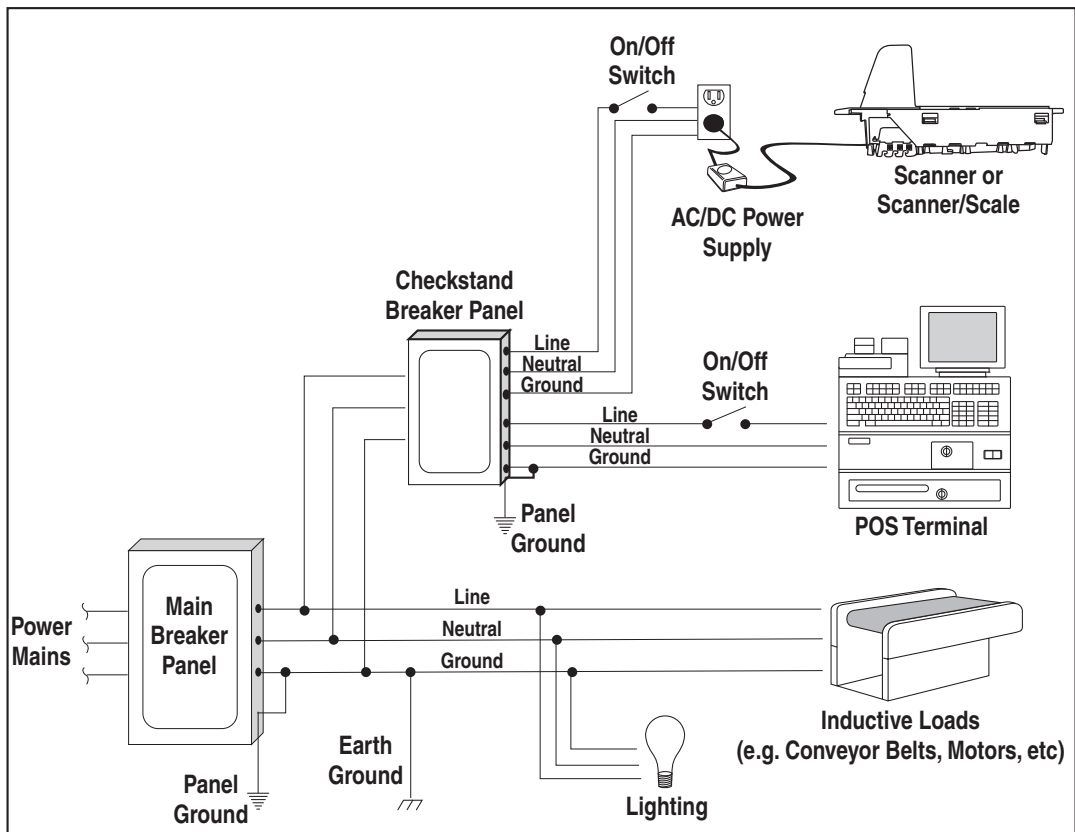 On/Off
Switch
Scanner or
Scanner/Scale
AC/DC Power
Supply
Checkstand
Breaker Panel
Line
Neutral
Ground
On/Off
Switch
Line
Neutral
Ground
Panel
Ground
POS Terminal
Power
Mains
Main
Breaker
Panel
Line
Neutral
Ground
Inductive Loads
(e.g. Conveyor Belts, Motors, etc)
Earth
Ground
Panel
Ground
Lighting